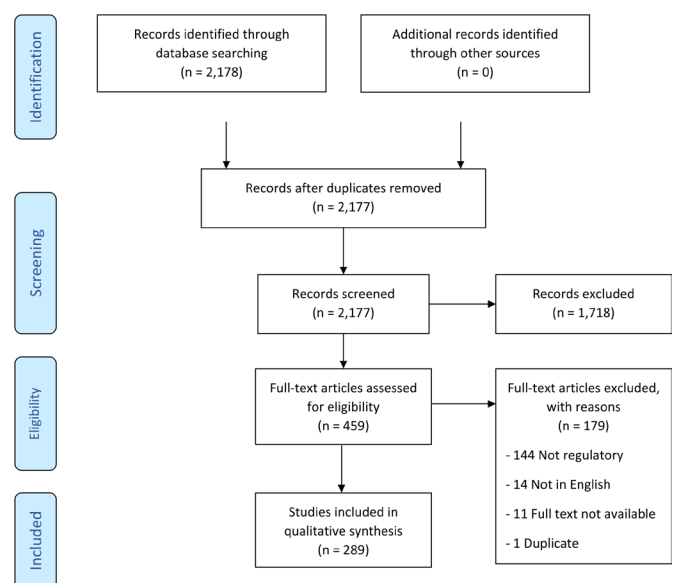 Identification
Records identified through
database searching
(n = 2,178)
Additional records identified
through other sources
(n = 0)
Records after duplicates removed
(n = 2,177)
Screening
Records screened
(n = 2,177)
Records excluded
(n = 1,718)
Eligibility
Full-text articles assessed
for eligibility
(n = 459)
Full-text articles excluded,
with reasons
(n = 179)
- 144 Not regulatory
- 14 Not in English
- 11 Full text not available
- 1 Duplicate
Included
Studies included in
qualitative synthesis
(n = 289)